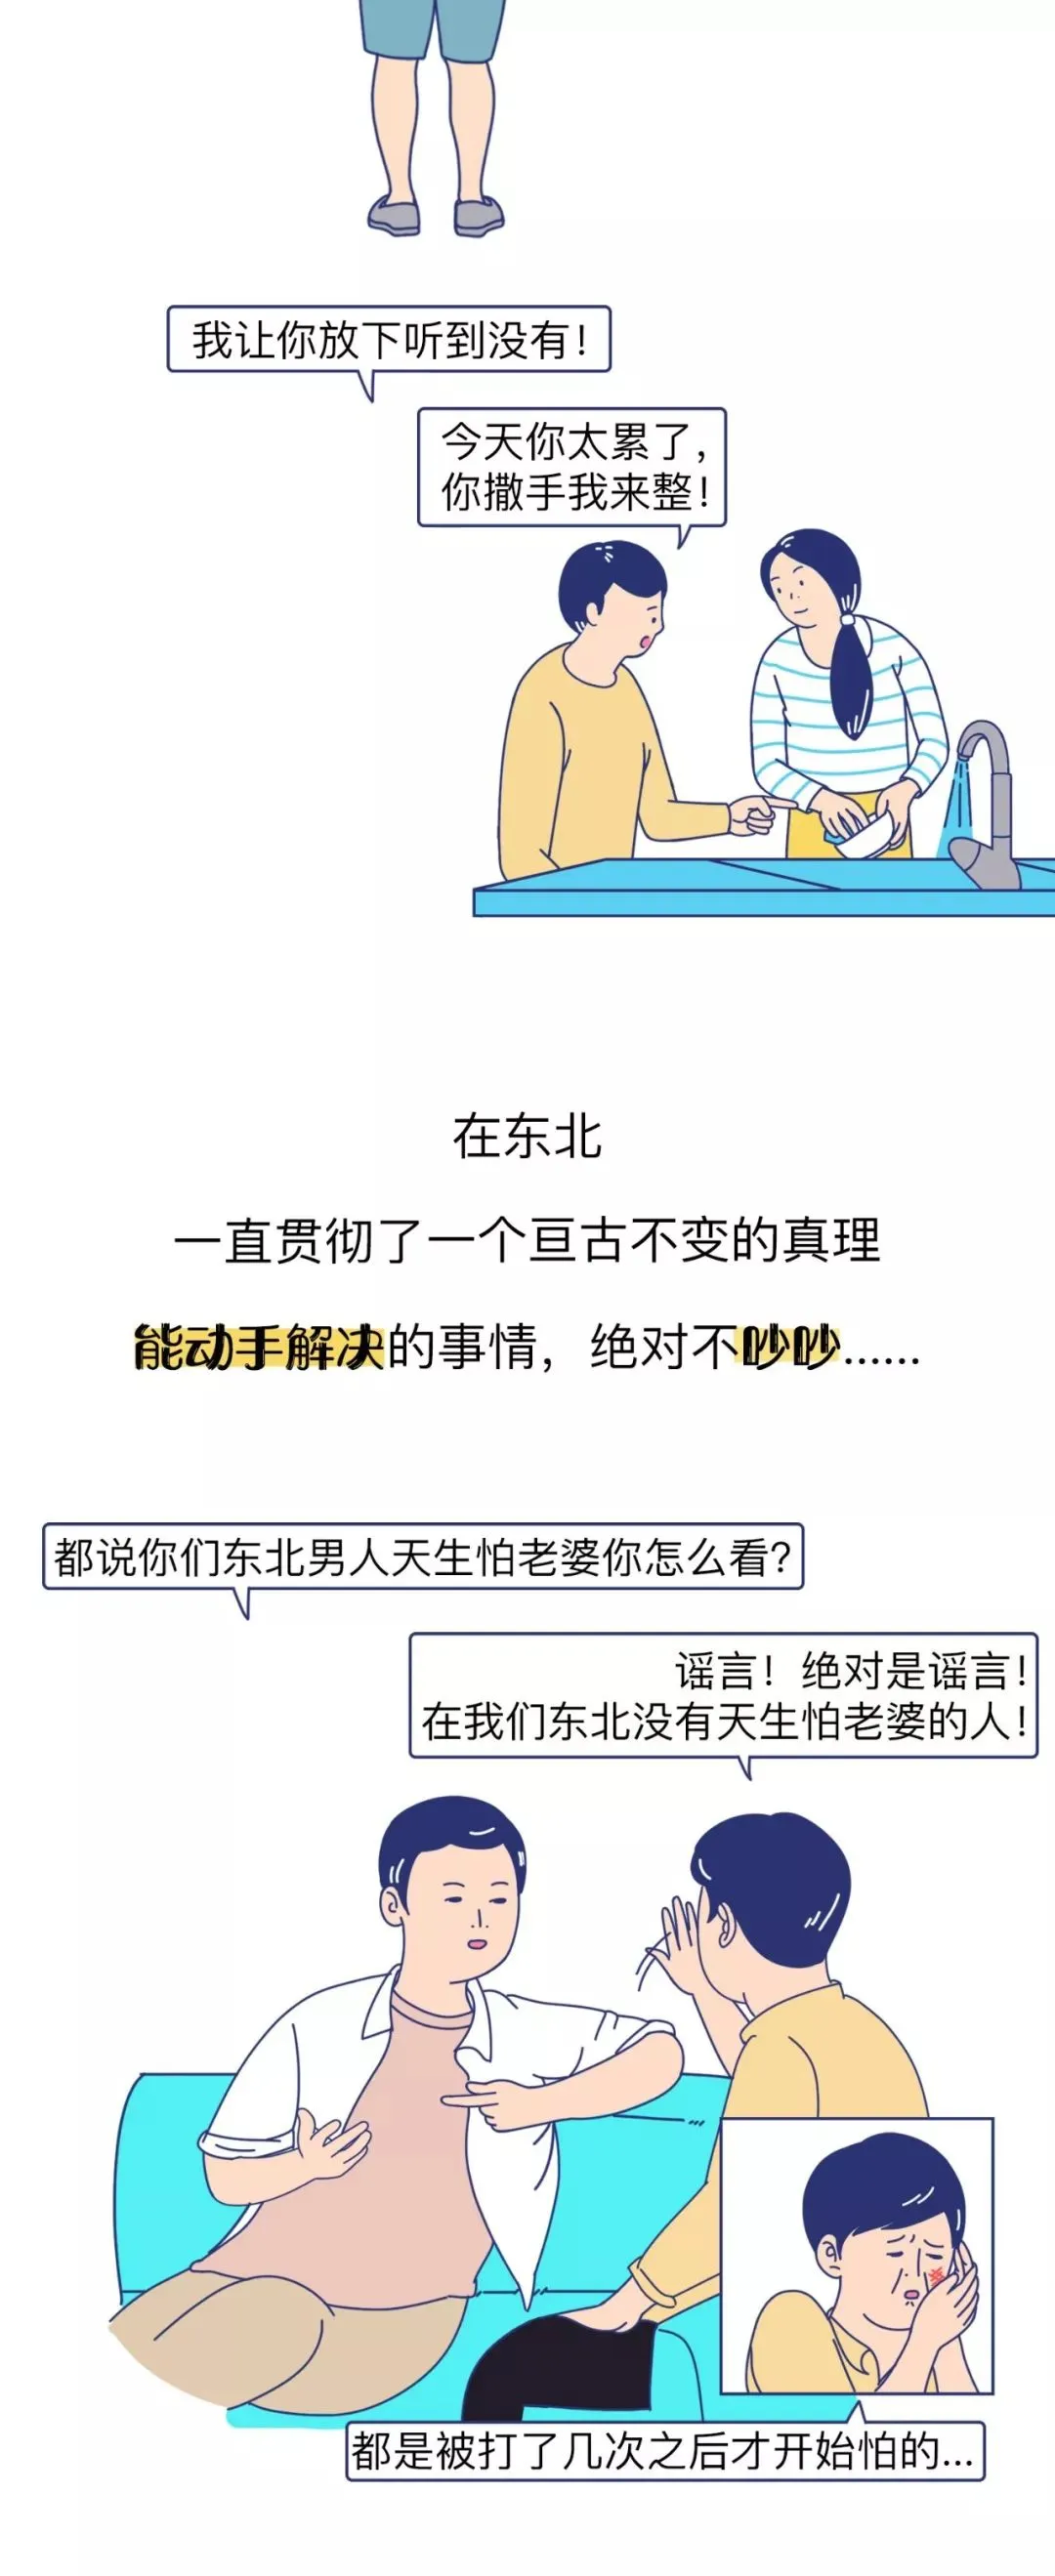 我让你放下听到没有！
今天你太累了，
你撒手我来整！
在东北
一直贯彻了一个亘古不变的真理
能动手解决的事情，绝对不吵吵……
都说你们东北男人天生怕老婆你怎么看？
谣言！绝对是谣言！
在我们东北没有天生怕老婆的人！
都是被打了几次之后才开始怕的...